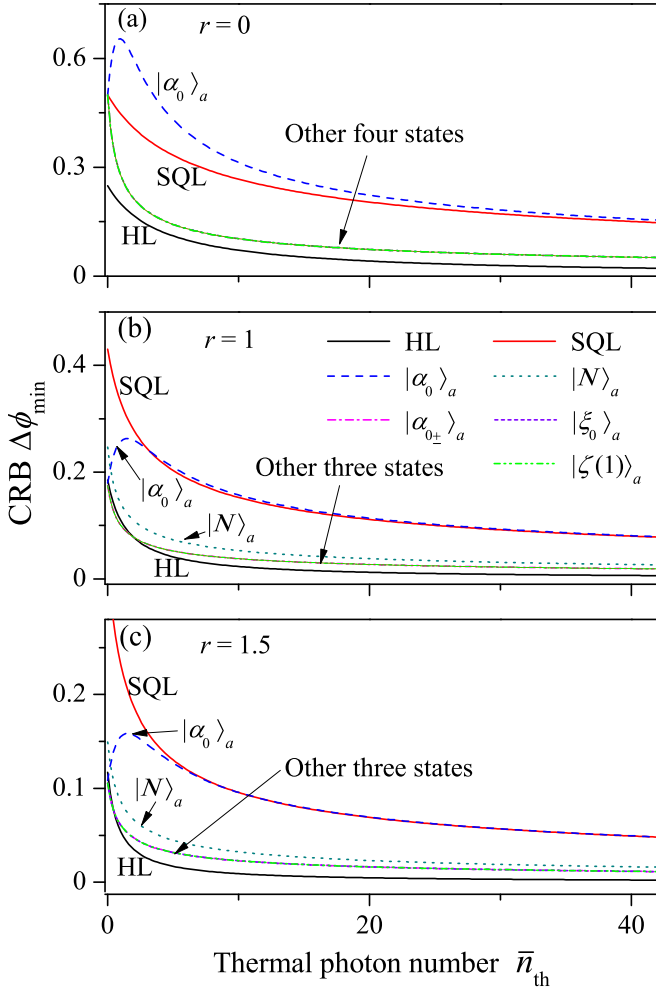 (a) r = 0
0.6
|α₀⟩ₐ
Other four states
0.3
SQL
HL
0
(b) r = 1
HL SQL
0.4
SQL
|α₀⟩ₐ |N⟩ₐ
|α₀±⟩ₐ |ξ₀⟩ₐ
|ζ(1)⟩ₐ
Other three states
0.2
|α₀⟩ₐ
|N⟩ₐ
HL
0
CRB Δϕmin
(c) r = 1.5
0.2
SQL
|α₀⟩ₐ
Other three states
0.1
|N⟩ₐ
HL
0
0 20 40
Thermal photon number n̅th